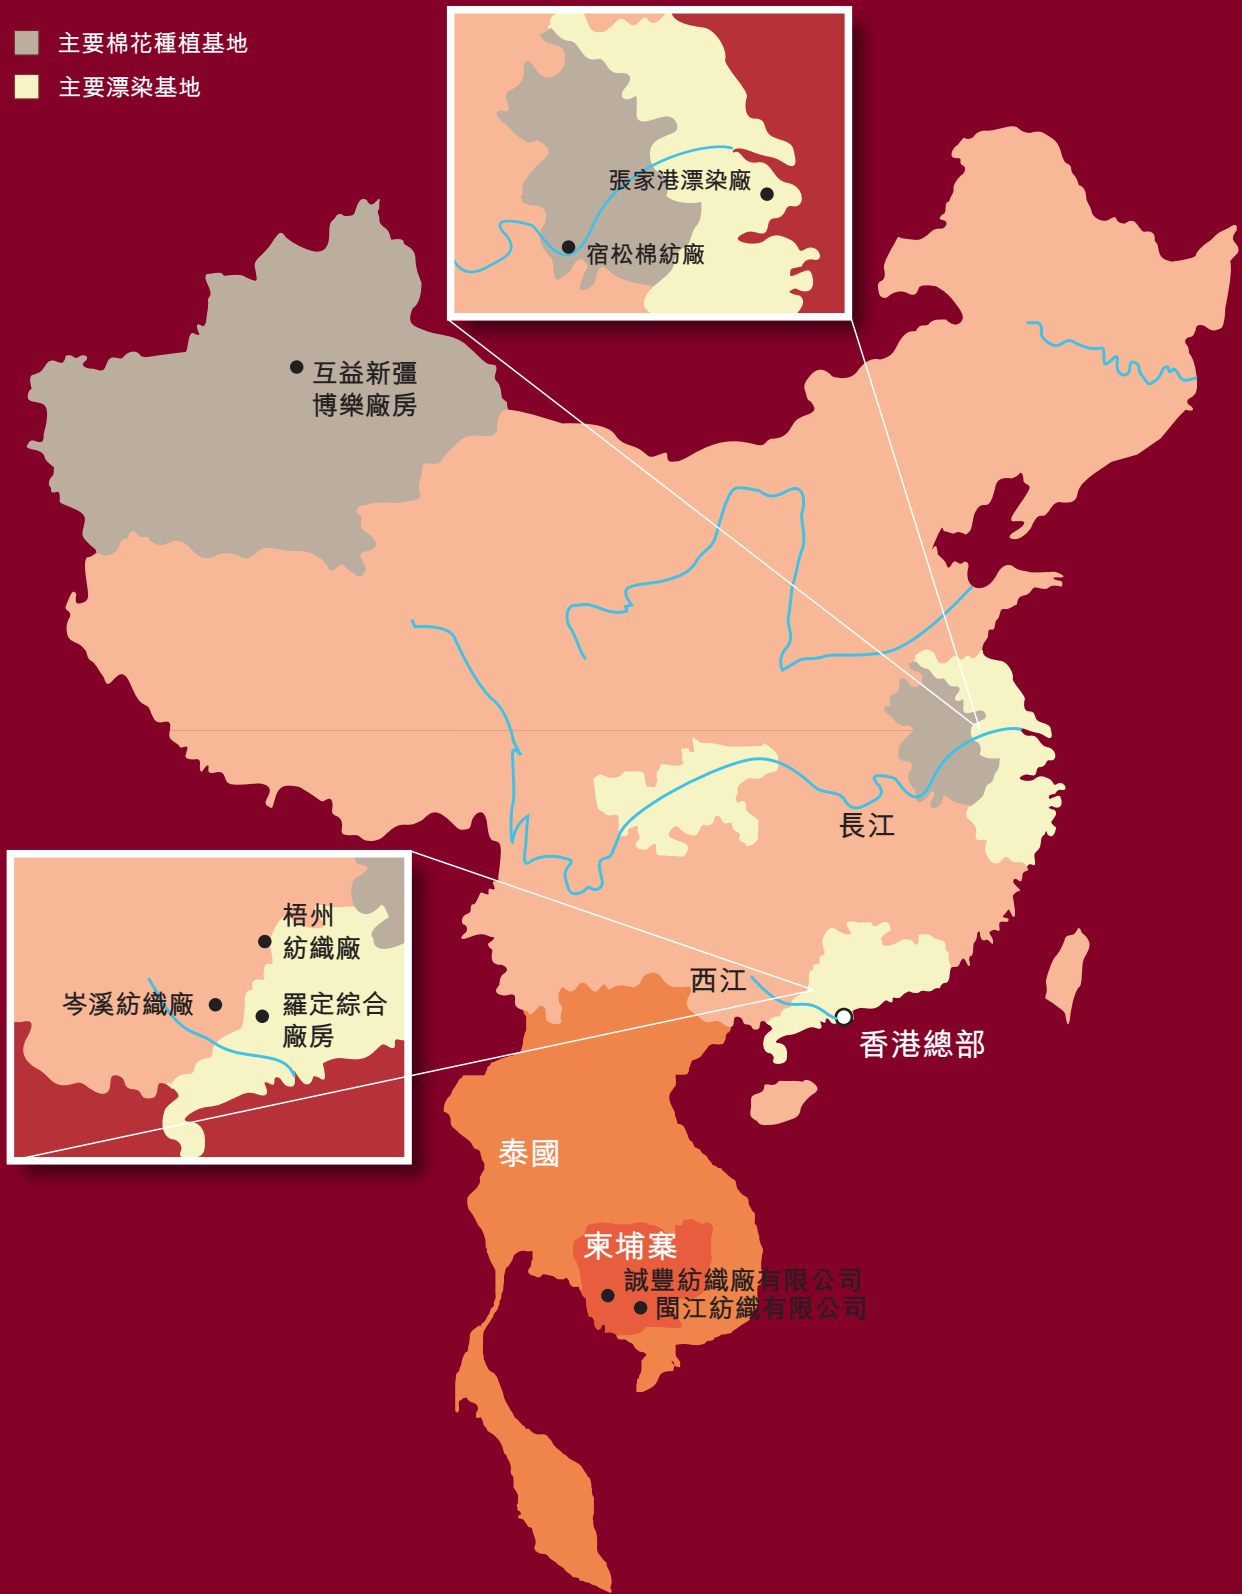 主要棉花種植基地
主要漂染基地
張家港漂染廠
宿松棉紡廠
互益新疆
博樂廠房
長江
梧州
紡織廠
岑溪紡織廠
羅定綜合
廠房
西江
香港總部
泰國
柬埔寨
誠豐紡織廠有限公司
閩江紡織有限公司